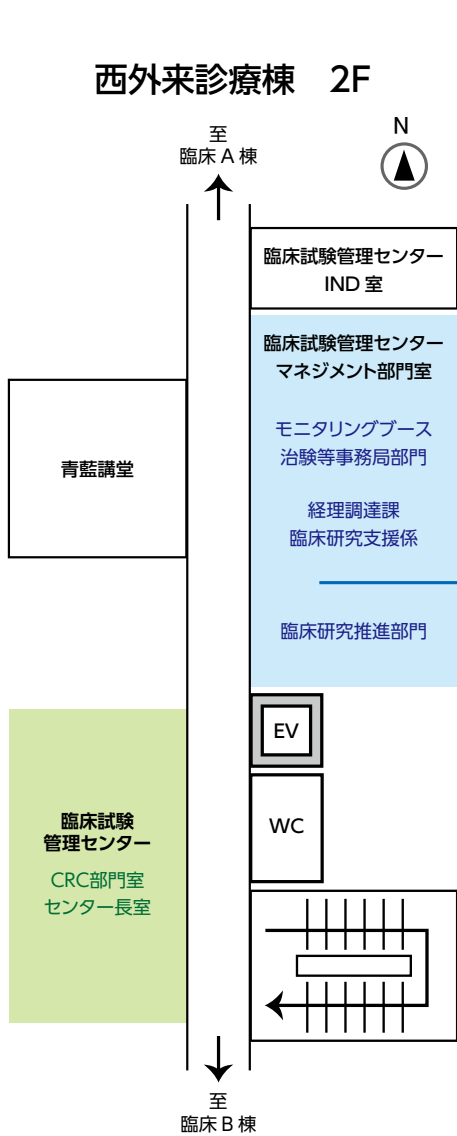 西外来診療棟　2F
至
臨床 A 棟
N
臨床試験管理センター
IND 室
臨床試験管理センター
マネジメント部門室
モニタリングブース
治験等事務局部門
経理調達課
臨床研究支援係
臨床研究推進部門
青藍講堂
EV
WC
臨床試験
管理センター
CRC部門室
センター長室
至
臨床 B 棟